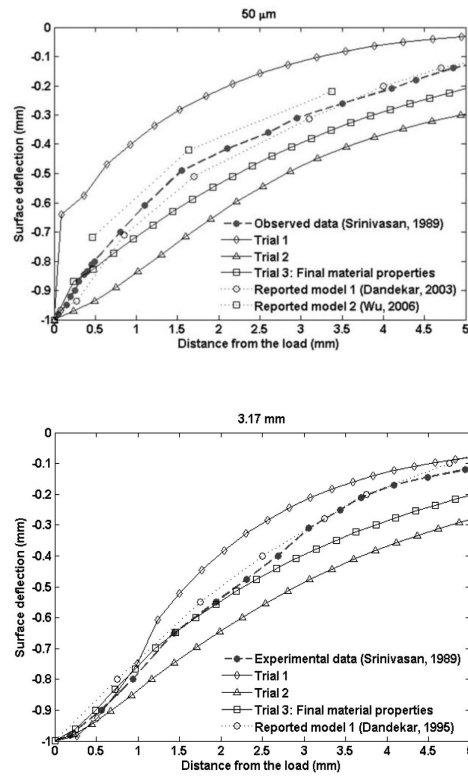 50 μm
0
-0.1
-0.2
-0.3
-0.4
-0.5
-0.6
-0.7
-0.8
-0.9
-1
Surface deflection (mm)
Observed data (Srinivasan, 1989)
Trial 1
Trial 2
Trial 3: Final material properties
Reported model 1 (Dandekar, 2003)
Reported model 2 (Wu, 2006)
0 0.5 1 1.5 2 2.5 3 3.5 4 4.5 5
Distance from the load (mm)
3.17 mm
0
-0.1
-0.2
-0.3
-0.4
-0.5
-0.6
-0.7
-0.8
-0.9
-1
Surface deflection (mm)
Experimental data (Srinivasan, 1989)
Trial 1
Trial 2
Trial 3: Final material properties
Reported model 1 (Dandekar, 1995)
0 0.5 1 1.5 2 2.5 3 3.5 4 4.5 5
Distance from the load (mm)